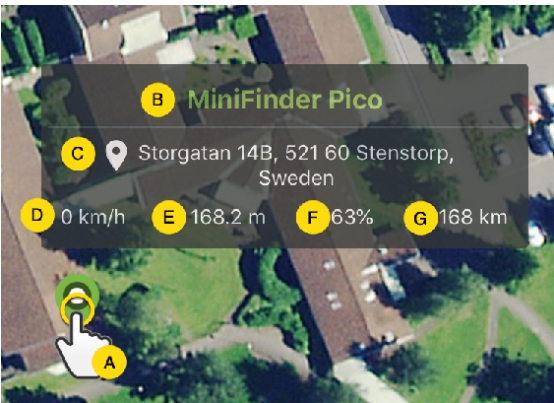 B MiniFinder Pico
C Storgatan 14B, 521 60 Stenstorp,
Sweden
D 0 km/h E 168.2 m F 63% G 168 km
A